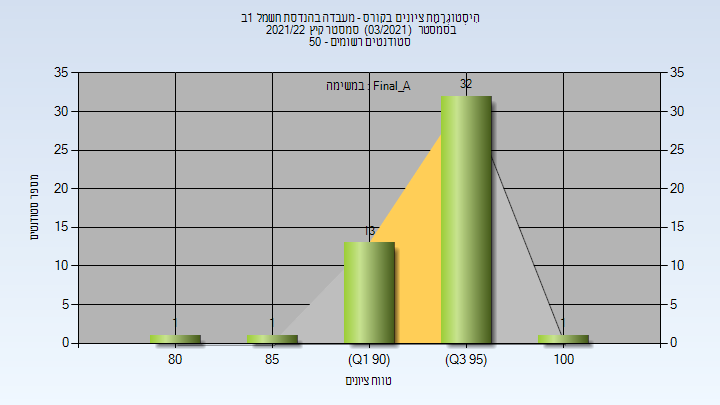 היסטוגרמת ציונים בקורס - מעבדה בהנדסת חשמל 1ב
בסמסטר (03/2021) סמסטר קיץ 2021/22
סטודנטים רשומים - 50
במשימה : Final_A
35 35
30 30
25 25
20 20
15 15
10 10
5 5
0 0
מספר סטודנטים
1 1 13 32 1
80 85 (Q1 90) (Q3 95) 100
טווח ציונים